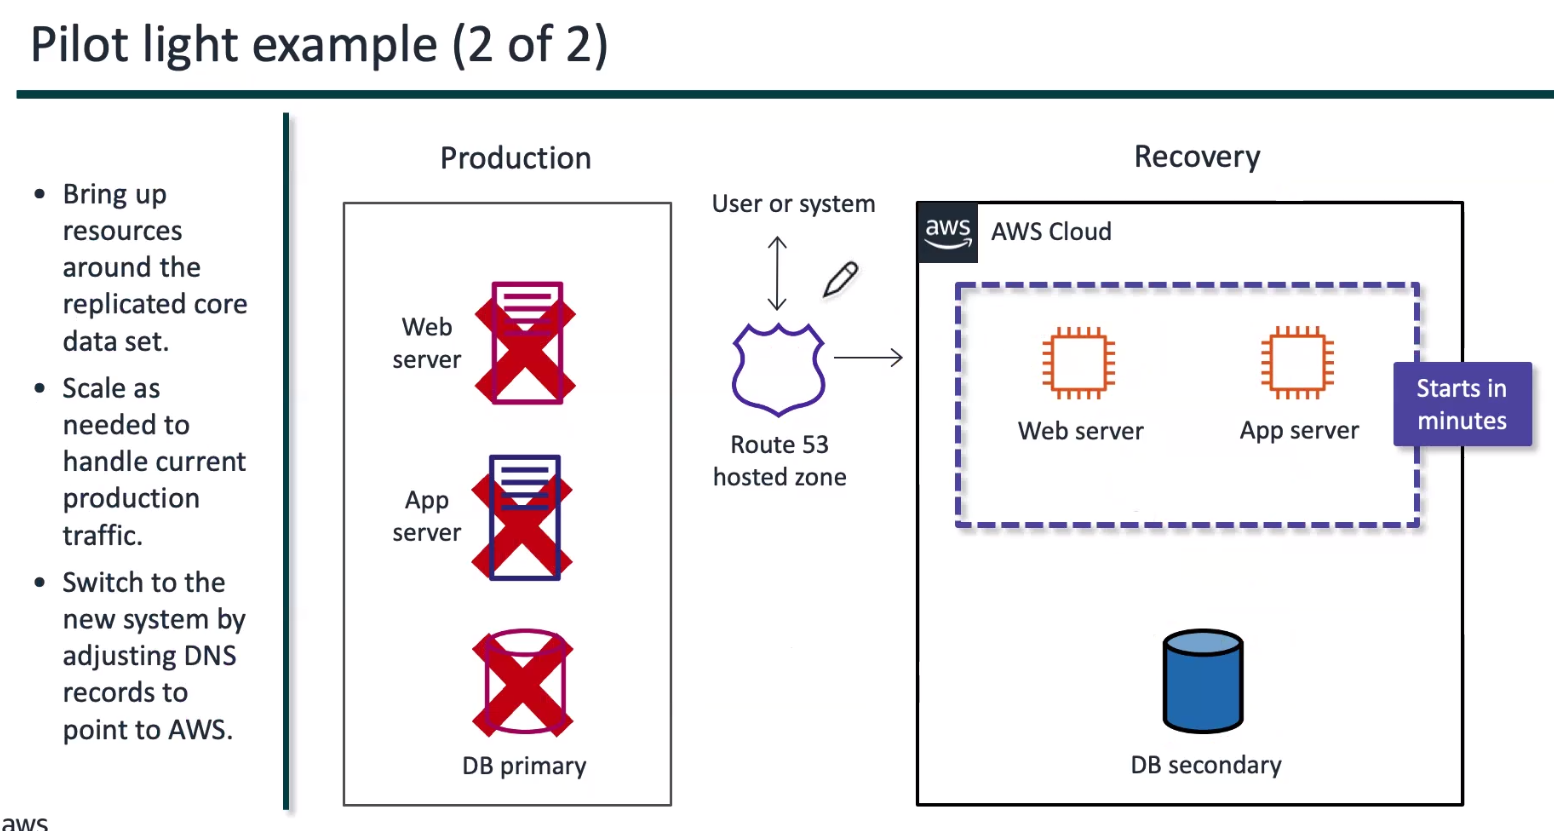 Pilot light example (2 of 2)
• Bring up
resources
around the
replicated core
data set.
• Scale as
needed to
handle current
production
traffic.
• Switch to the
new system by
adjusting DNS
records to
point to AWS.
Production
Web
server
App
server
DB primary
User or system
Route 53
hosted zone
Recovery
aws
AWS Cloud
Web server
App server
Starts in
minutes
DB secondary
aws